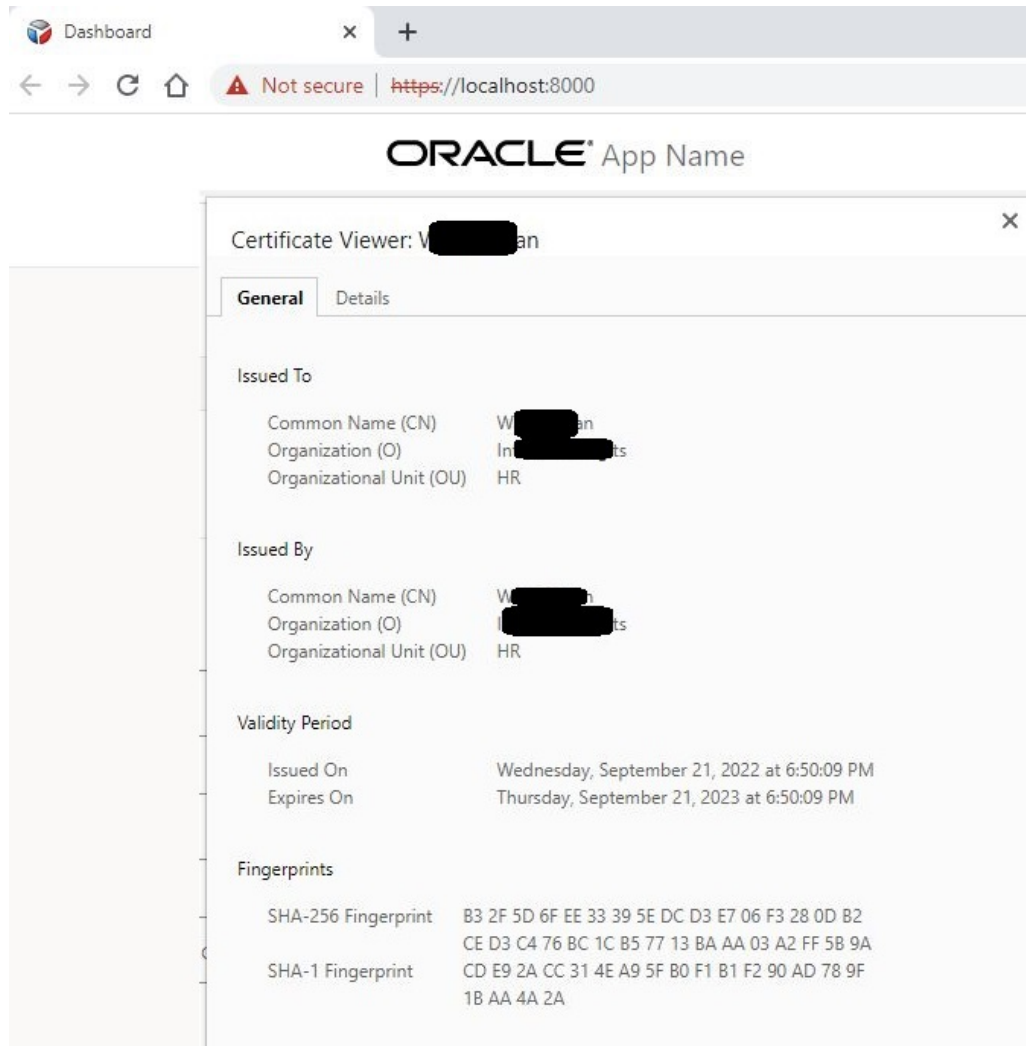 Dashboard
Not secure | https://localhost:8000
ORACLE® App Name
Certificate Viewer:
General Details
Issued To
Common Name (CN)
Organization (O)
Organizational Unit (OU) HR
Issued By
Common Name (CN)
Organization (O)
Organizational Unit (OU) HR
Validity Period
Issued On Wednesday, September 21, 2022 at 6:50:09 PM
Expires On Thursday, September 21, 2023 at 6:50:09 PM
Fingerprints
SHA-256 Fingerprint B3 2F 5D 6F EE 33 39 5E DC D3 E7 06 F3 28 0D B2
CE D3 C4 76 BC 1C B5 77 13 BA AA 03 A2 FF 5B 9A
SHA-1 Fingerprint CD E9 2A CC 31 4E A9 5F B0 F1 B1 F2 90 AD 78 9F
1B AA 4A 2A